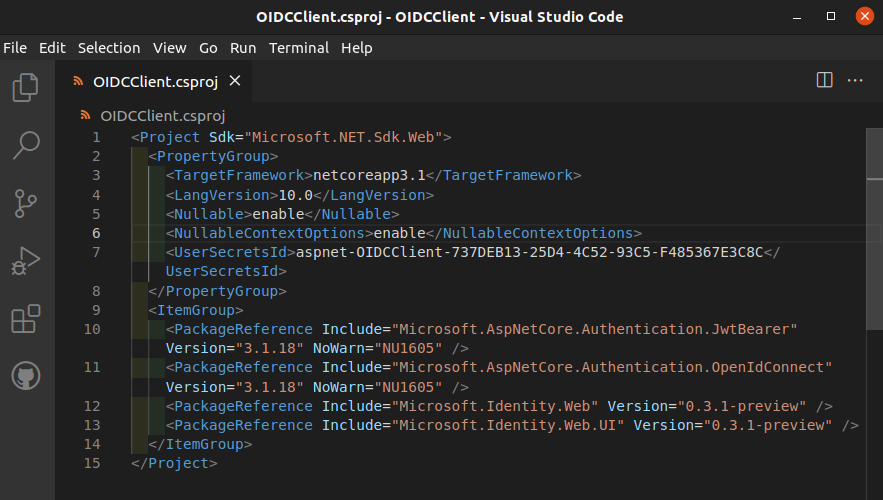 OIDCClient.csproj - OIDCClient - Visual Studio Code
File Edit Selection View Go Run Terminal Help
OIDCClient.csproj
OIDCClient.csproj
1 <Project Sdk="Microsoft.NET.Sdk.Web">
2 <PropertyGroup>
3 <TargetFramework>netcoreapp3.1</TargetFramework>
4 <LangVersion>10.0</LangVersion>
5 <Nullable>enable</Nullable>
6 <NullableContextOptions>enable</NullableContextOptions>
7 <UserSecretsId>aspnet-OIDCClient-737DEB13-25D4-4C52-93C5-F485367E3C8C</
UserSecretsId>
8 </PropertyGroup>
9 <ItemGroup>
10 <PackageReference Include="Microsoft.AspNetCore.Authentication.JwtBearer"
Version="3.1.18" NoWarn="NU1605" />
11 <PackageReference Include="Microsoft.AspNetCore.Authentication.OpenIdConnect"
Version="3.1.18" NoWarn="NU1605" />
12 <PackageReference Include="Microsoft.Identity.Web" Version="0.3.1-preview" />
13 <PackageReference Include="Microsoft.Identity.Web.UI" Version="0.3.1-preview" />
14 </ItemGroup>
15 </Project>